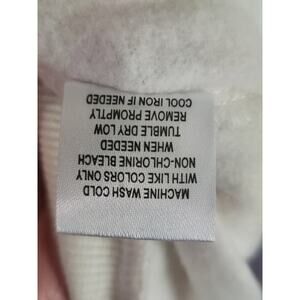 MACHINE WASH COLD
WITH LIKE COLORS ONLY
NON-CHLORINE BLEACH
WHEN NEEDED
TUMBLE DRY LOW
REMOVE PROMPTLY
COOL IRON IF NEEDED